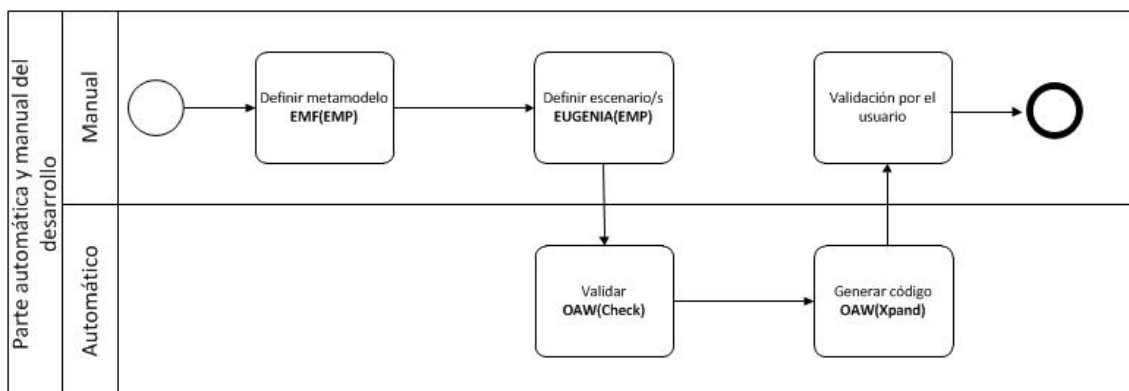 Parte automática y manual del
desarrollo
Manual
Definir metamodelo
EMF(EMP)
Definir escenario/s
EUGENIA(EMP)
Validación por el
usuario
Automático
Validar
OAW(Check)
Generar código
OAW(Xpand)